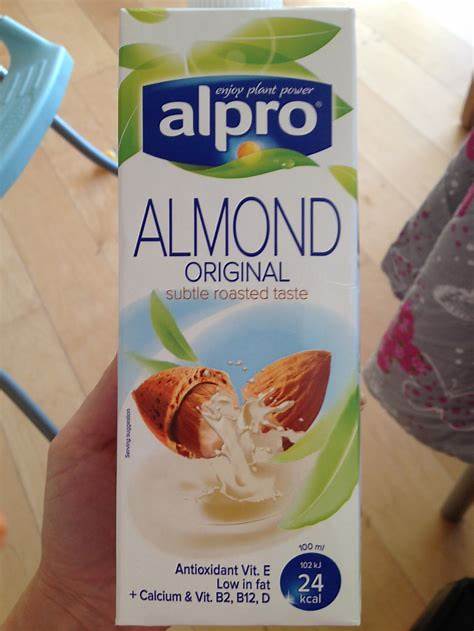 enjoy plant power
alpro®
ALMOND
ORIGINAL
subtle roasted taste
Serving suggestion
100 ml
102 kJ
24
kcal
Antioxidant Vit. E
Low in fat
+ Calcium & Vit. B2, B12, D